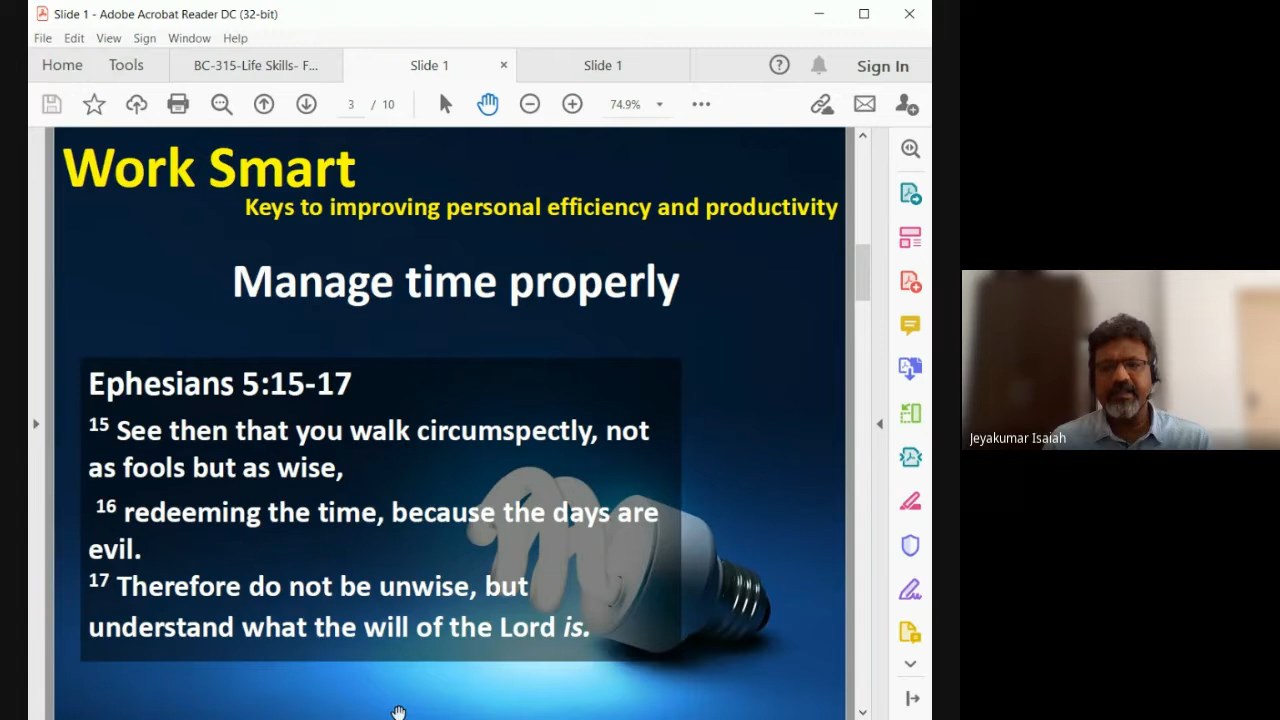 Slide 1 - Adobe Acrobat Reader DC (32-bit)
File Edit View Sign Window Help
Home Tools BC-315-Life Skills- F... Slide 1 × Slide 1 Sign In
3 / 10 74.9%
Work Smart
Keys to improving personal efficiency and productivity
Manage time properly
Ephesians 5:15-17
15 See then that you walk circumspectly, not
as fools but as wise,
16 redeeming the time, because the days are
evil.
17 Therefore do not be unwise, but
understand what the will of the Lord is.
Jeyakumar Isaiah